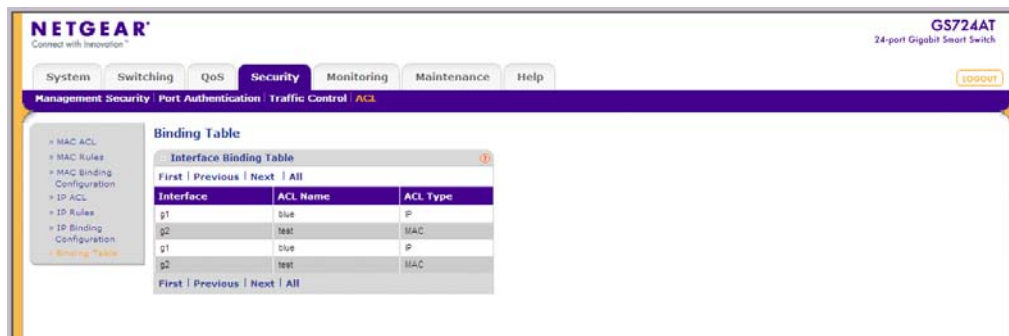 NETGEAR®
Connect with Innovation™
GS724AT
24-port Gigabit Smart Switch
System Switching QoS Security Monitoring Maintenance Help
LOGOUT
Management Security | Port Authentication | Traffic Control | ACL
» MAC ACL
» MAC Rules
» MAC Binding
Configuration
» IP ACL
» IP Rules
» IP Binding
Configuration
» Binding Table
Binding Table
Interface Binding Table
First | Previous | Next | All
Interface ACL Name ACL Type
g1 blue IP
g2 test MAC
g1 blue IP
g2 test MAC
First | Previous | Next | All